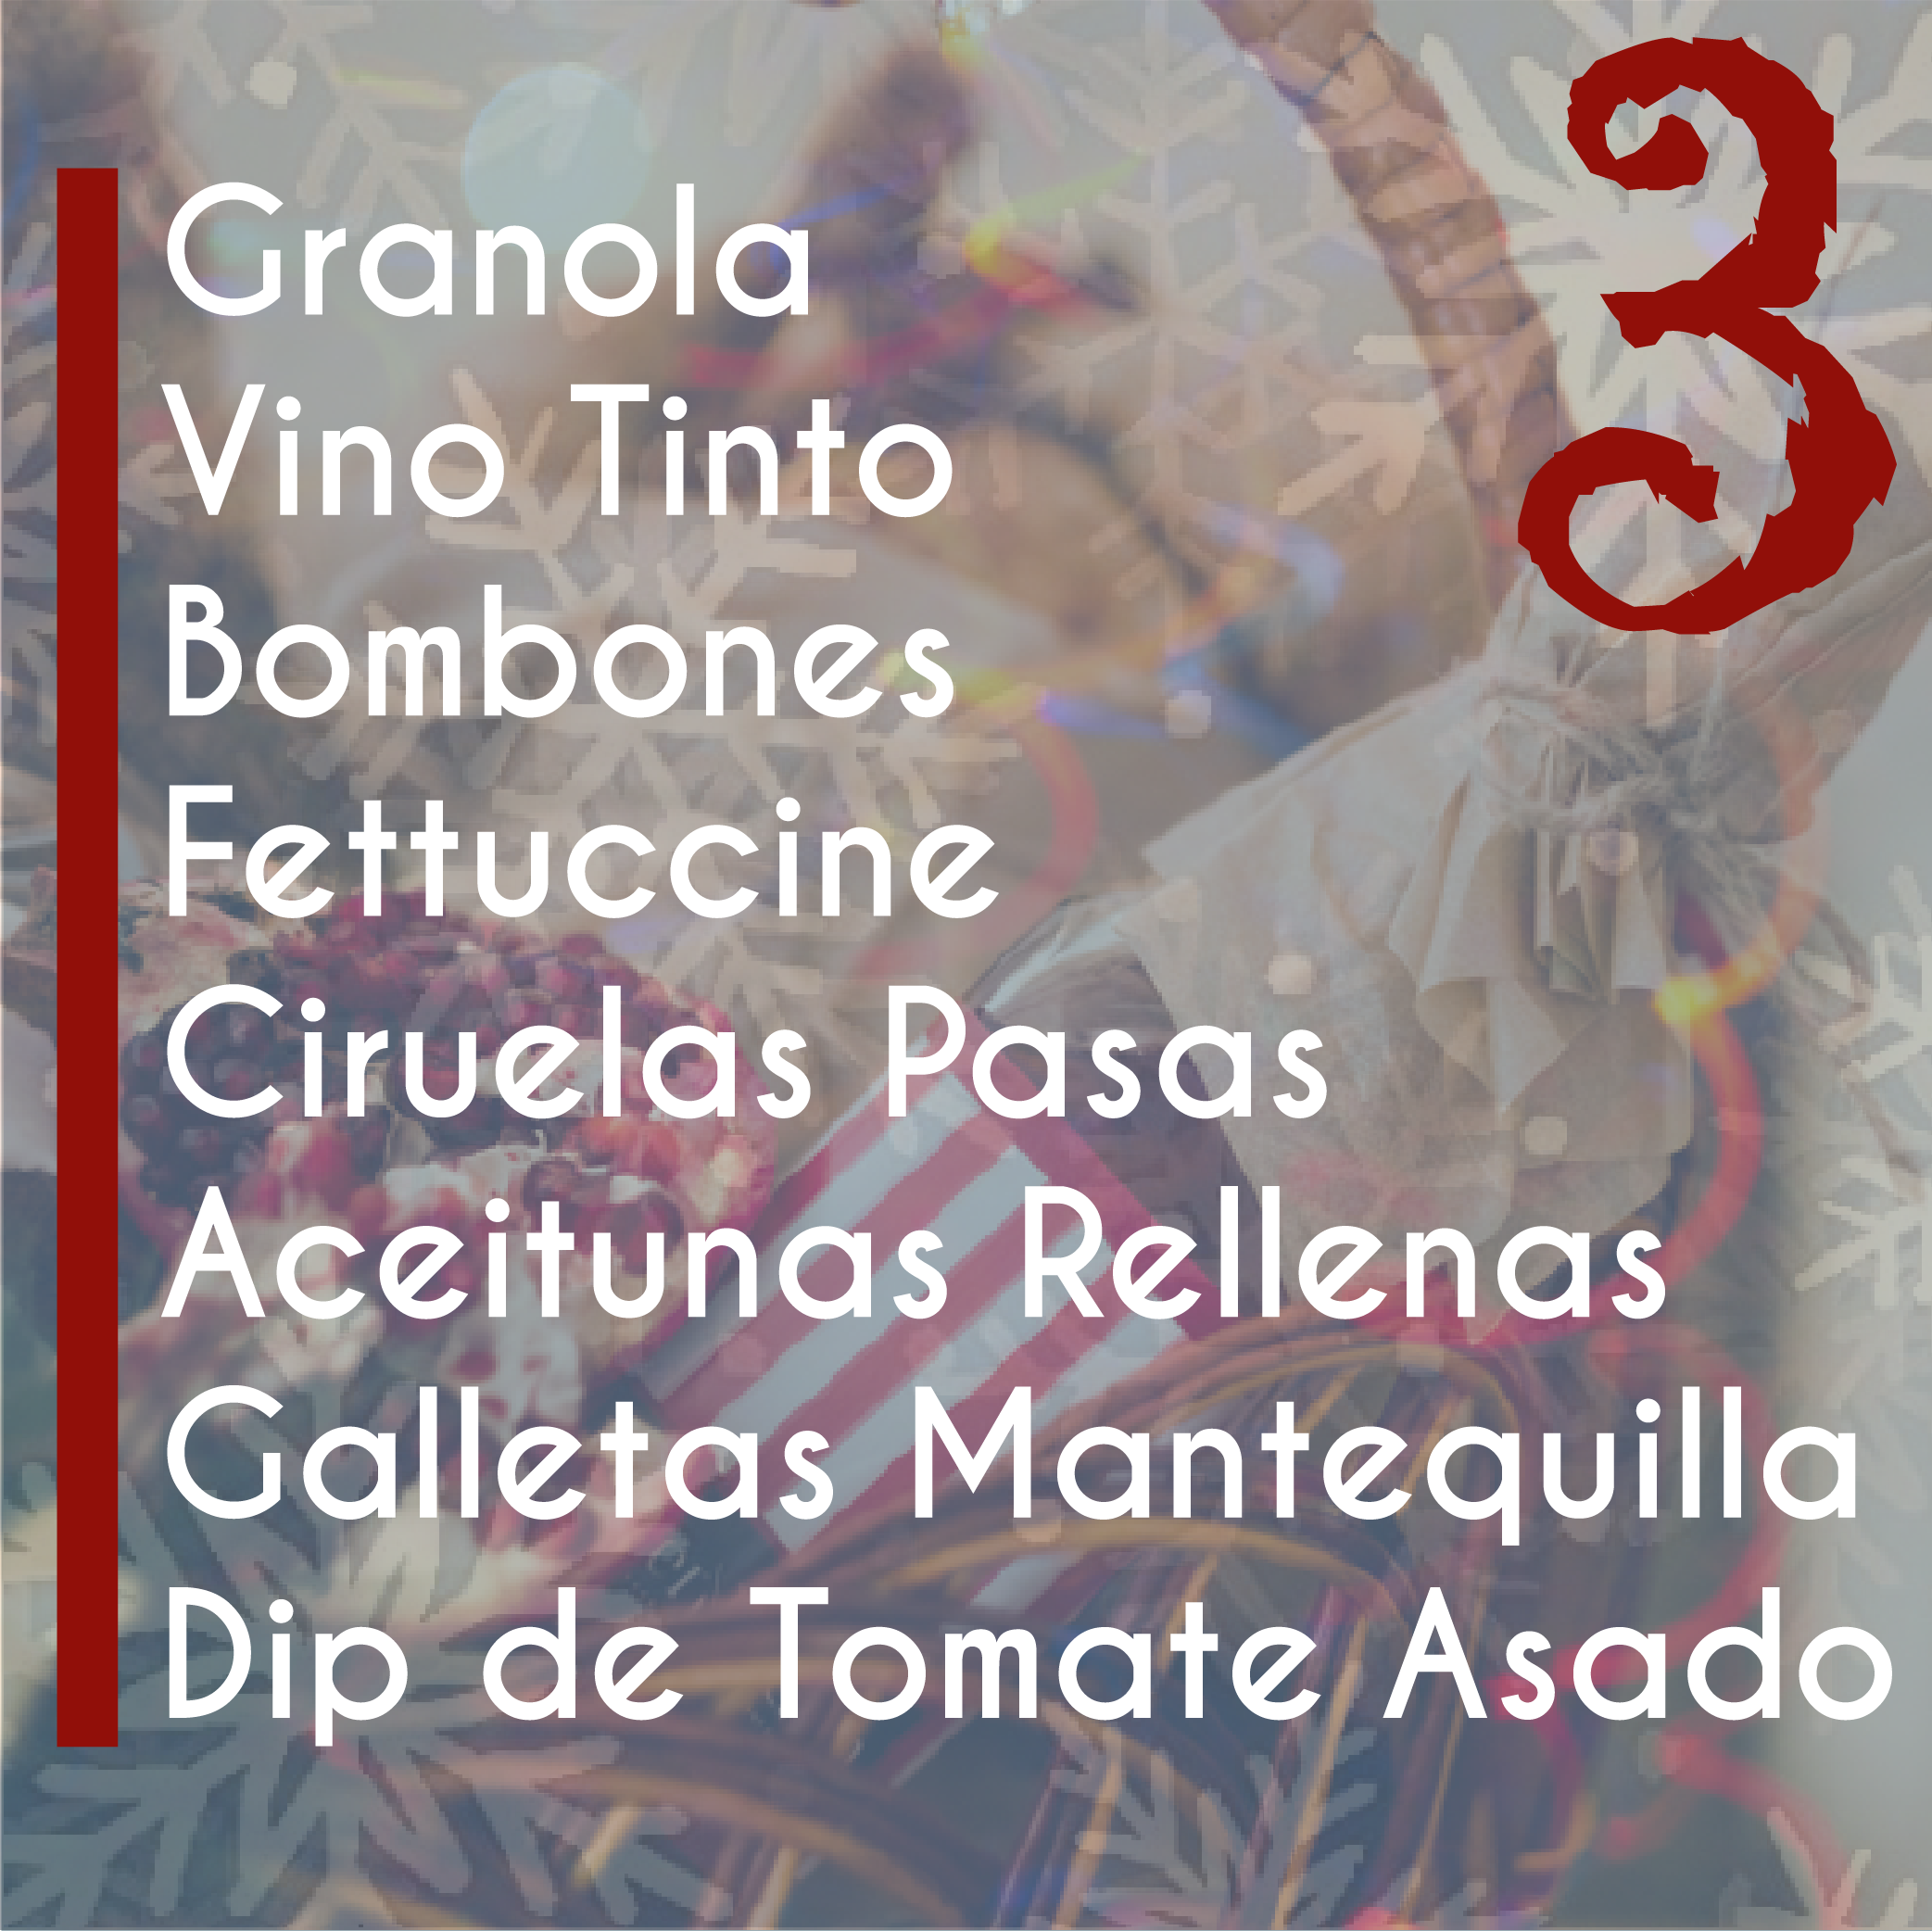 3
Granola
Vino Tinto
Bombones
Fettuccine
Ciruelas Pasas
Aceitunas Rellenas
Galletas Mantequilla
Dip de Tomate Asado